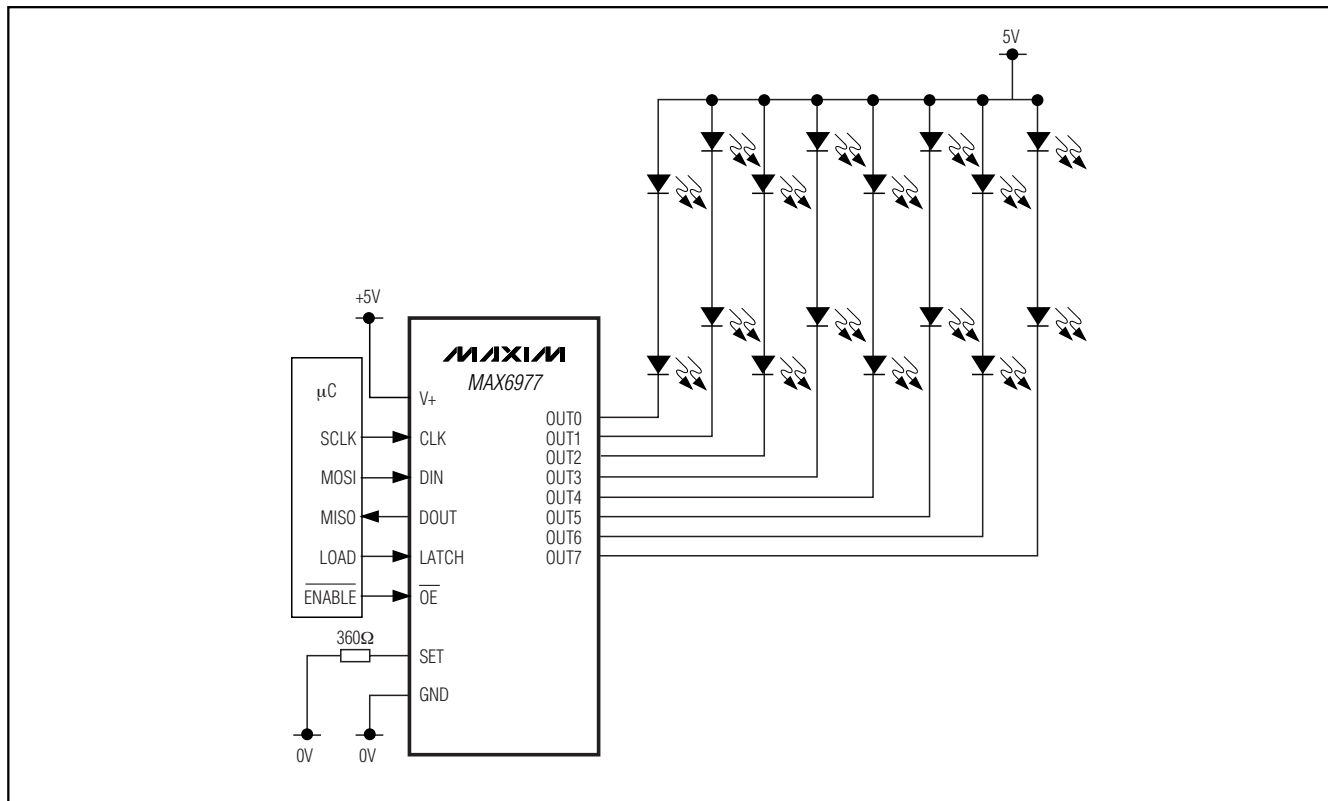 5V
+5V
MAXIM
MAX6977
µC
V+
OUT0
SCLK
CLK
OUT1
OUT2
MOSI
DIN
OUT3
OUT4
MISO
DOUT
OUT5
OUT6
LOAD
LATCH
OUT7
ENABLE
OE
360Ω
SET
GND
0V
0V